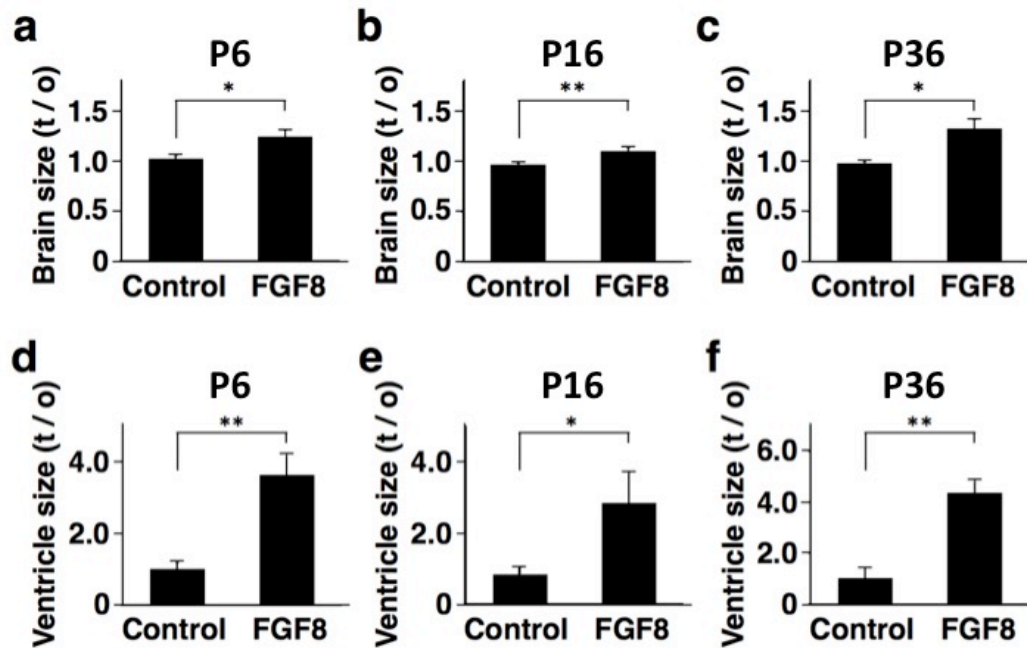 a
P6
Brain size (t / o)
1.5
1.0
0.5
0
*
Control FGF8
b
P16
Brain size (t / o)
1.5
1.0
0.5
0
**
Control FGF8
c
P36
Brain size (t / o)
1.5
1.0
0.5
0
*
Control FGF8
d
P6
Ventricle size (t / o)
4.0
2.0
0
**
Control FGF8
e
P16
Ventricle size (t / o)
4.0
2.0
0
*
Control FGF8
f
P36
Ventricle size (t / o)
6.0
4.0
2.0
0
**
Control FGF8